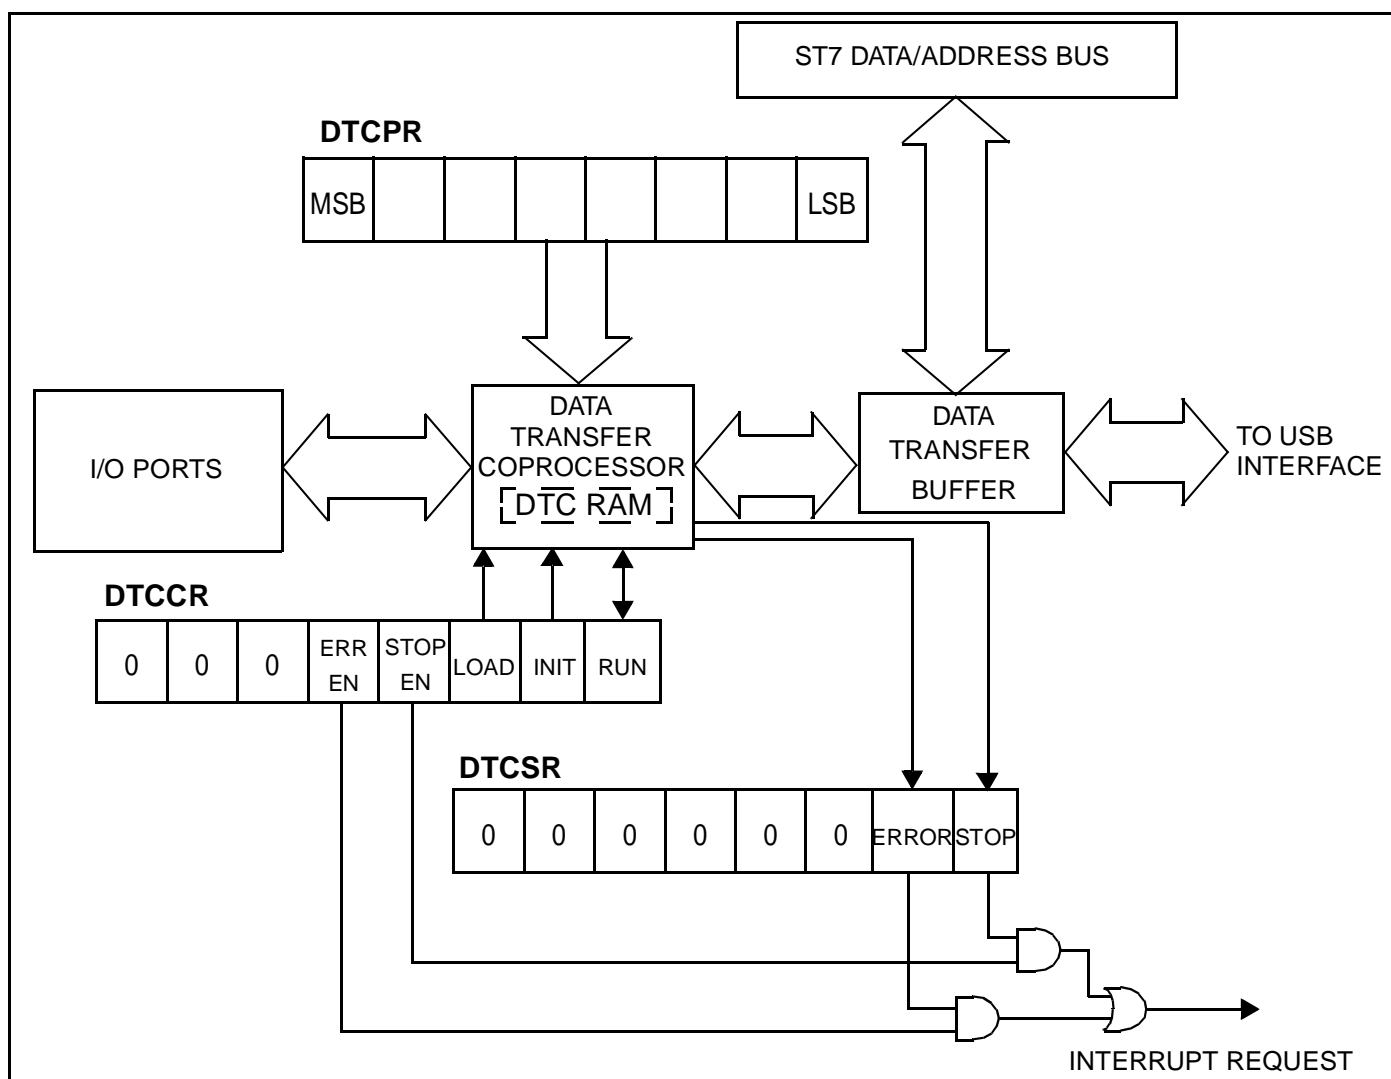 ST7 DATA/ADDRESS BUS
DTCPR
MSB LSB
I/O PORTS
DATA
TRANSFER
COPROCESSOR
DTC RAM
DATA
TRANSFER
BUFFER
TO USB
INTERFACE
DTCCR
0 0 0 ERR EN STOP EN LOAD INIT RUN
DTCSR
0 0 0 0 0 0 ERROR STOP
INTERRUPT REQUEST